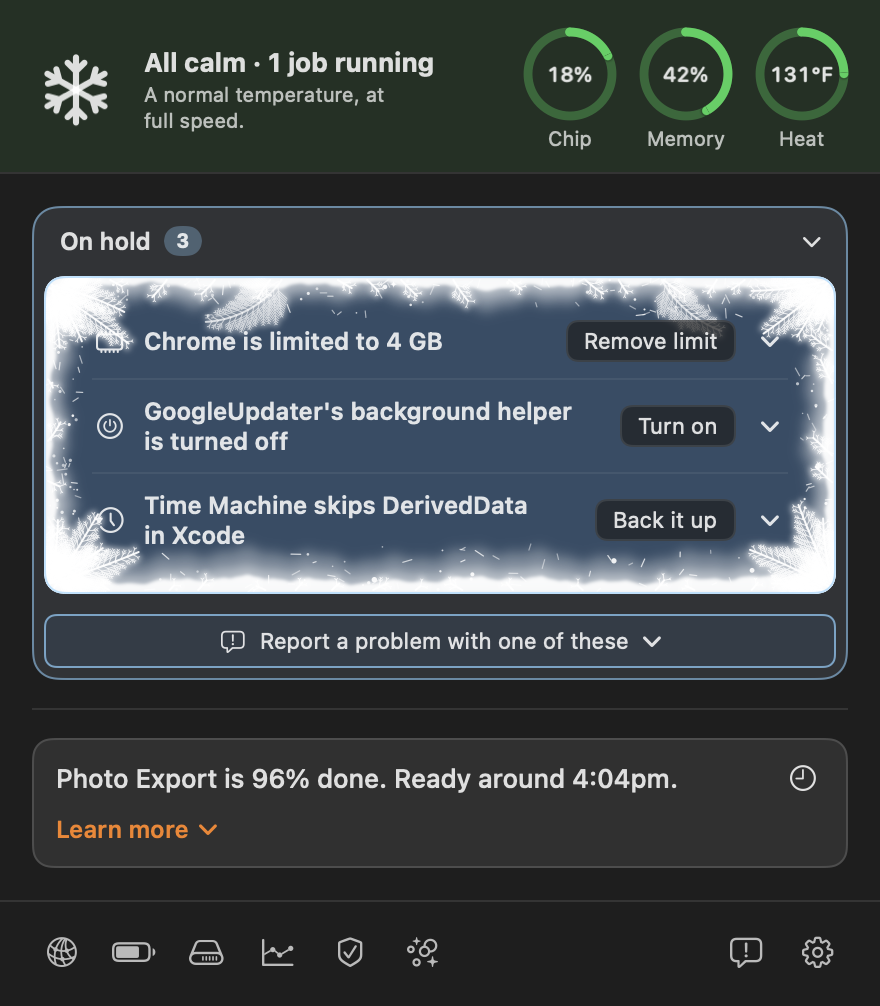 All calm · 1 job running
A normal temperature, at
full speed.
18%
42%
131°F
Chip
Memory
Heat
On hold 3
Chrome is limited to 4 GB
Remove limit
GoogleUpdater's background helper
is turned off
Turn on
Time Machine skips DerivedData
in Xcode
Back it up
Report a problem with one of these
Photo Export is 96% done. Ready around 4:04pm.
Learn more